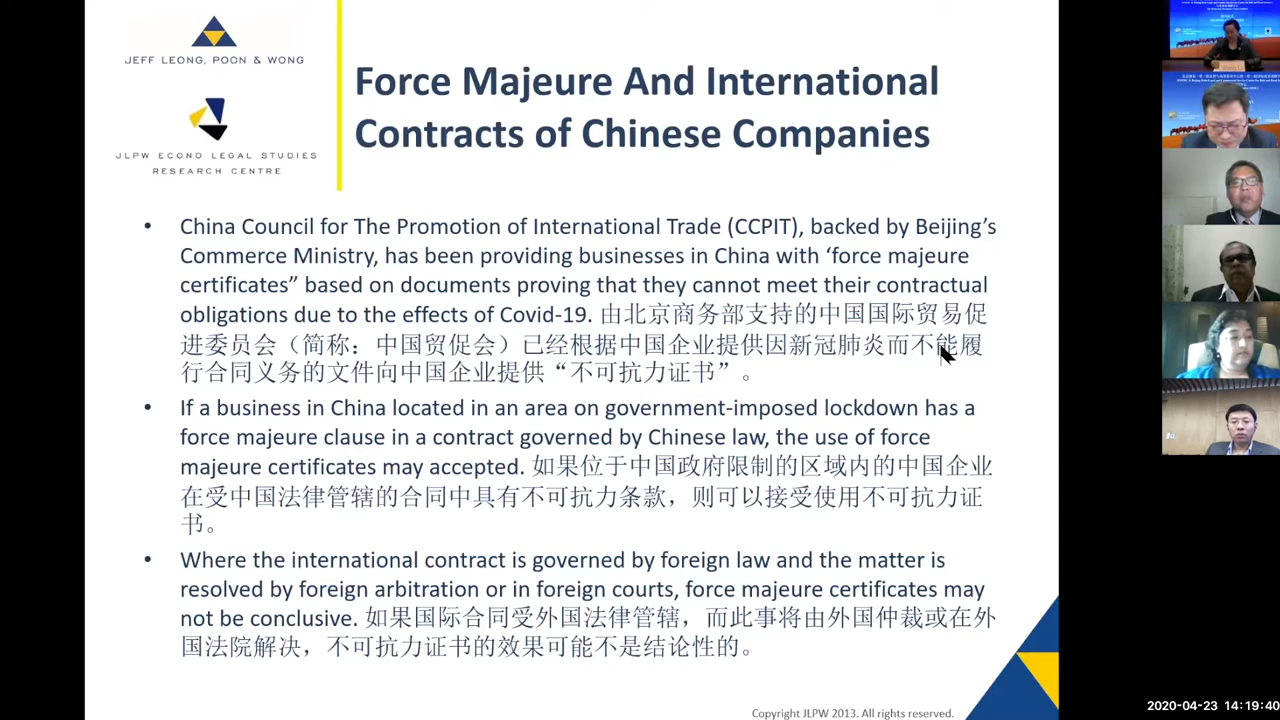 JEFF LEONG, POON & WONG
JLPW ECONO LEGAL STUDIES
RESEARCH CENTRE
Force Majeure And International
Contracts of Chinese Companies
• China Council for The Promotion of International Trade (CCPIT), backed by Beijing’s
Commerce Ministry, has been providing businesses in China with ‘force majeure
certificates” based on documents proving that they cannot meet their contractual
obligations due to the effects of Covid-19. 由北京商务部支持的中国国际贸易促
进委员会（简称：中国贸促会）已经根据中国企业提供因新冠肺炎而不能履
行合同义务的文件向中国企业提供“不可抗力证书”。
• If a business in China located in an area on government-imposed lockdown has a
force majeure clause in a contract governed by Chinese law, the use of force
majeure certificates may accepted. 如果位于中国政府限制的区域内的中国企业
在受中国法律管辖的合同中具有不可抗力条款，则可以接受使用不可抗力证
书。
• Where the international contract is governed by foreign law and the matter is
resolved by foreign arbitration or in foreign courts, force majeure certificates may
not be conclusive. 如果国际合同受外国法律管辖，而此事将由外国仲裁或在外
国法院解决，不可抗力证书的效果可能不是结论性的。
Copyright JLPW 2013. All rights reserved.
2020-04-23 14:19:40